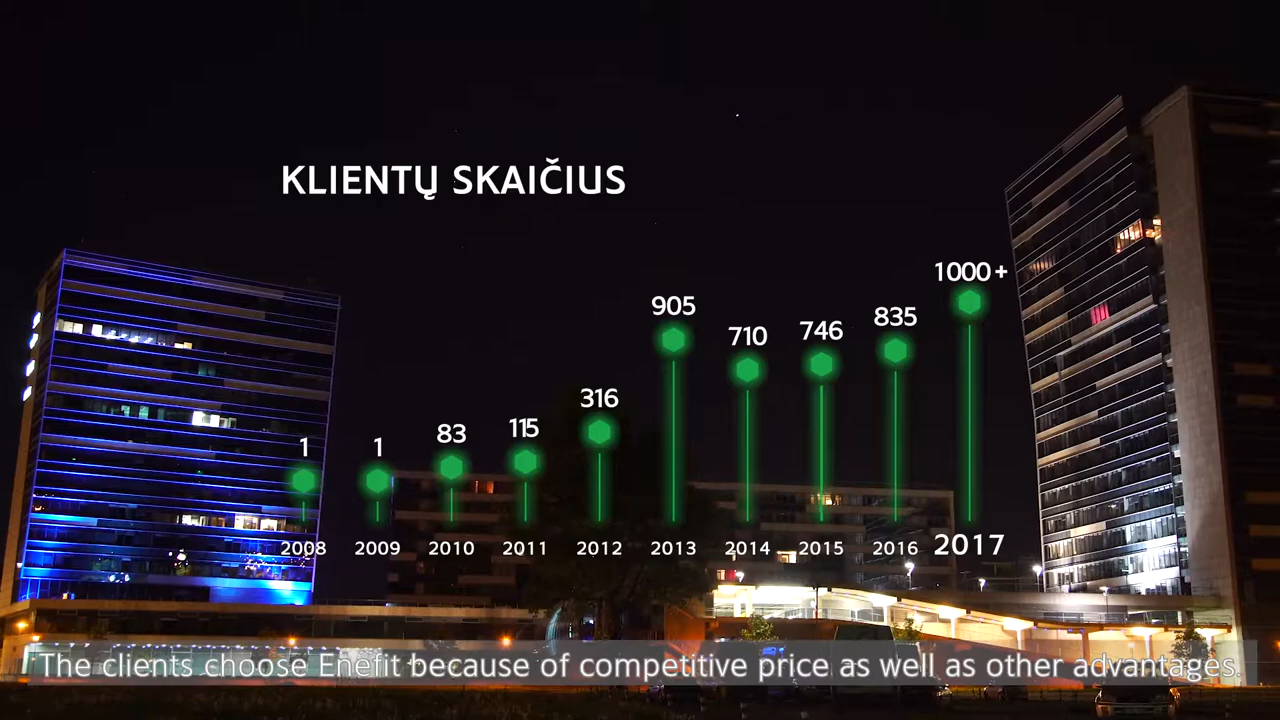 KLIENTŲ SKAIČIUS
1 1 83 115 316 905 710 746 835 1000+
2008 2009 2010 2011 2012 2013 2014 2015 2016 2017
The clients choose Enefit because of competitive price as well as other advantages.